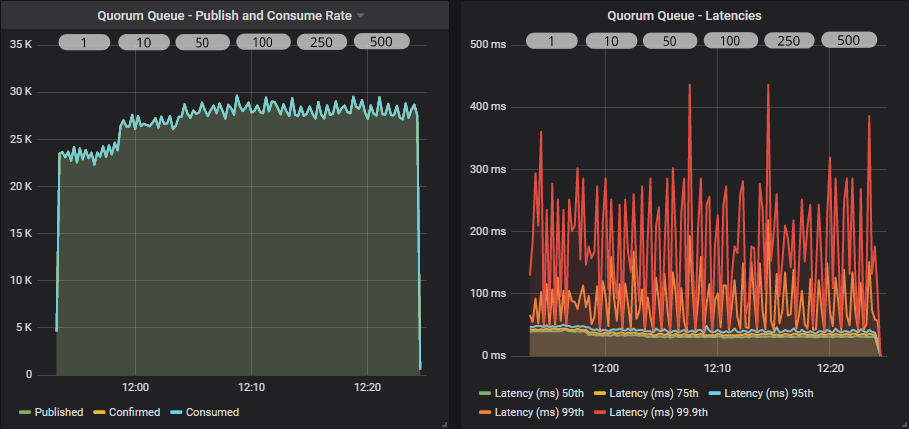 Quorum Queue - Publish and Consume Rate
35 K
1
10
50
100
250
500
30 K
25 K
20 K
15 K
10 K
5 K
0
12:00
12:10
12:20
Published
Confirmed
Consumed
Quorum Queue - Latencies
500 ms
1
10
50
100
250
500
400 ms
300 ms
200 ms
100 ms
0 ms
12:00
12:10
12:20
Latency (ms) 50th
Latency (ms) 75th
Latency (ms) 95th
Latency (ms) 99th
Latency (ms) 99.9th